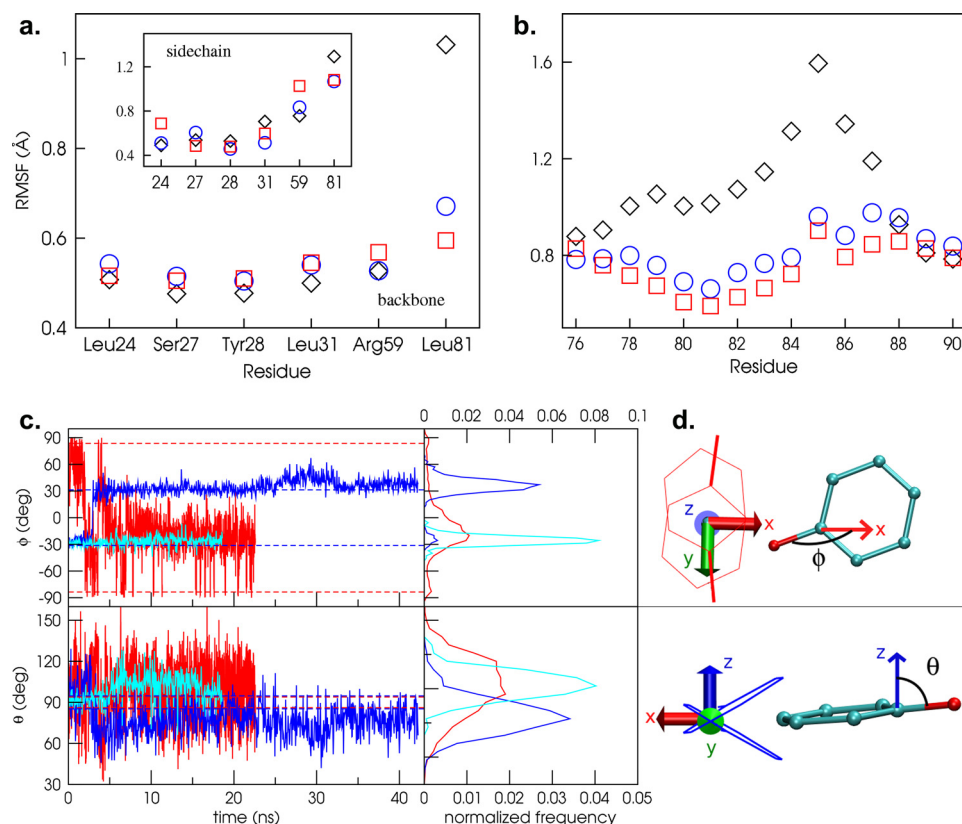 a.
RMSF (Å)
1
0.8
0.6
0.4
sidechain
1.2
0.8
0.4
24 27 28 31 59 81
backbone
Leu24 Ser27 Tyr28 Leu31 Arg59 Leu81
Residue
b.
1.6
1.2
0.8
76 78 80 82 84 86 88 90
Residue
c.
0 0.02 0.04 0.06 0.08 0.1
ϕ (deg)
90
60
30
0
-30
-60
-90
θ (deg)
150
120
90
60
30
0 10 20 30 40
time (ns)
0 0.01 0.02 0.03 0.04 0.05
normalized frequency
d.
z
x
y
x
ϕ
z
x
y
z
θ